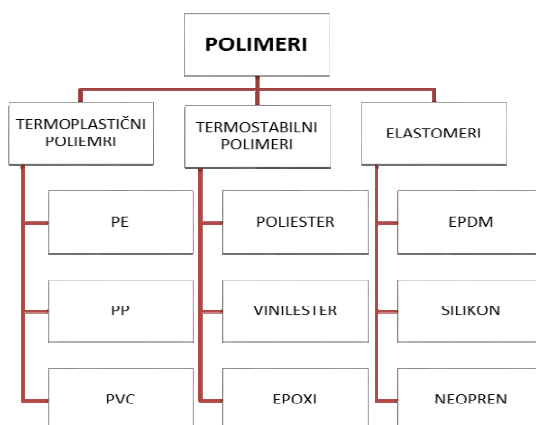 POLIMERI
TERMOPLASTIČNI
POLIEMRI
TERMOSTABILNI
POLIMERI
ELASTOMERI
PE
POLIESTER
EPDM
PP
VINILESTER
SILIKON
PVC
EPOXI
NEOPREN